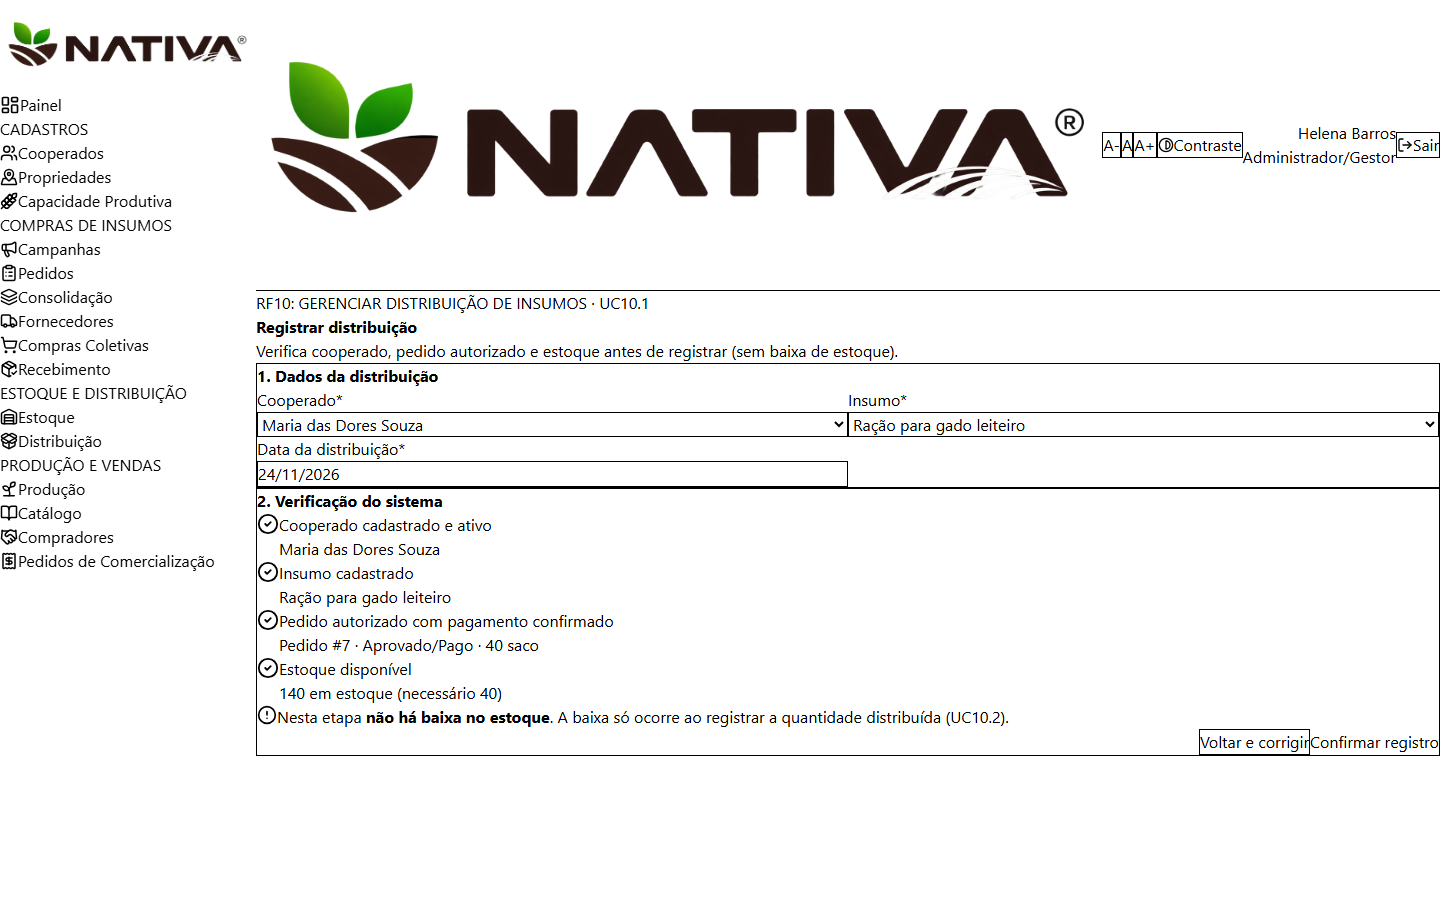 NATIVA®
Painel
CADASTROS
Cooperados
Propriedades
Capacidade Produtiva
COMPRAS DE INSUMOS
Campanhas
Pedidos
Consolidação
Fornecedores
Compras Coletivas
Recebimento
ESTOQUE E DISTRIBUIÇÃO
Estoque
Distribuição
PRODUÇÃO E VENDAS
Produção
Catálogo
Compradores
Pedidos de Comercialização
NATIVA®
A- A A+ Contraste
Helena Barros
Administrador/Gestor
Sair
RF10: GERENCIAR DISTRIBUIÇÃO DE INSUMOS · UC10.1
Registrar distribuição
Verifica cooperado, pedido autorizado e estoque antes de registrar (sem baixa de estoque).
1. Dados da distribuição
Cooperado* Insumo*
Maria das Dores Souza Ração para gado leiteiro
Data da distribuição*
24/11/2026
2. Verificação do sistema
Cooperado cadastrado e ativo
Maria das Dores Souza
Insumo cadastrado
Ração para gado leiteiro
Pedido autorizado com pagamento confirmado
Pedido #7 · Aprovado/Pago · 40 saco
Estoque disponível
140 em estoque (necessário 40)
Nesta etapa não há baixa no estoque. A baixa só ocorre ao registrar a quantidade distribuída (UC10.2).
Voltar e corrigir Confirmar registro